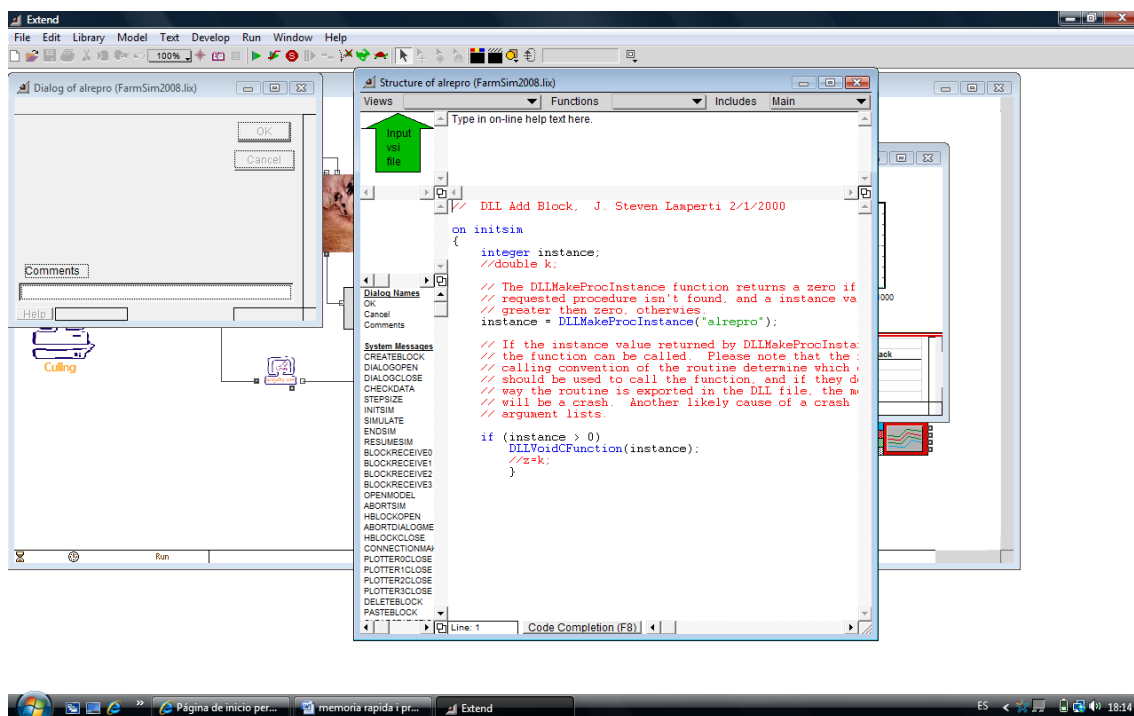 Extend
File Edit Library Model Text Develop Run Window Help
100%
Dialog of alrepro (FarmSim2008.lix)
OK
Cancel
Comments
Help
Culling
Run
Structure of alrepro (FarmSim2008.lix)
Views Functions Includes Main
Input
vsi
file
Type in on-line help text here.
// DLL Add Block, J. Steven Lamperti 2/1/2000
on initsim
{
integer instance;
//double k;
// The DLLMakeProcInstance function returns a zero if
// requested procedure isn't found, and a instance va
// greater then zero, othervies.
instance = DLLMakeProcInstance("alrepro");
// If the instance value returned by DLLMakeProcInsta
// the function can be called. Please note that the
// calling convention of the routine determine which
// should be used to call the function, and if they d
// way the routine is exported in the DLL file, the m
// will be a crash. Another likely cause of a crash
// argument lists.
if (instance > 0)
DLLVoidCFunction(instance);
//z=k;
}
Dialog Names
OK
Cancel
Comments
System Messages
CREATEBLOCK
DIALOGOPEN
DIALOGCLOSE
CHECKDATA
STEPSIZE
INITSIM
SIMULATE
ENDSIM
RESUMESIM
BLOCKRECEIVE0
BLOCKRECEIVE1
BLOCKRECEIVE2
BLOCKRECEIVE3
OPENMODEL
ABORTSIM
HBLOCKOPEN
ABORTDIALOGME
HBLOCKCLOSE
CONNECTIONMAK
PLOTTER0CLOSE
PLOTTER1CLOSE
PLOTTER2CLOSE
PLOTTER3CLOSE
DELETEBLOCK
PASTEBLOCK
Line: 1 Code Completion (F8)
000
ack
Página de inicio per... memoria rapida i pr... Extend ES 18:14